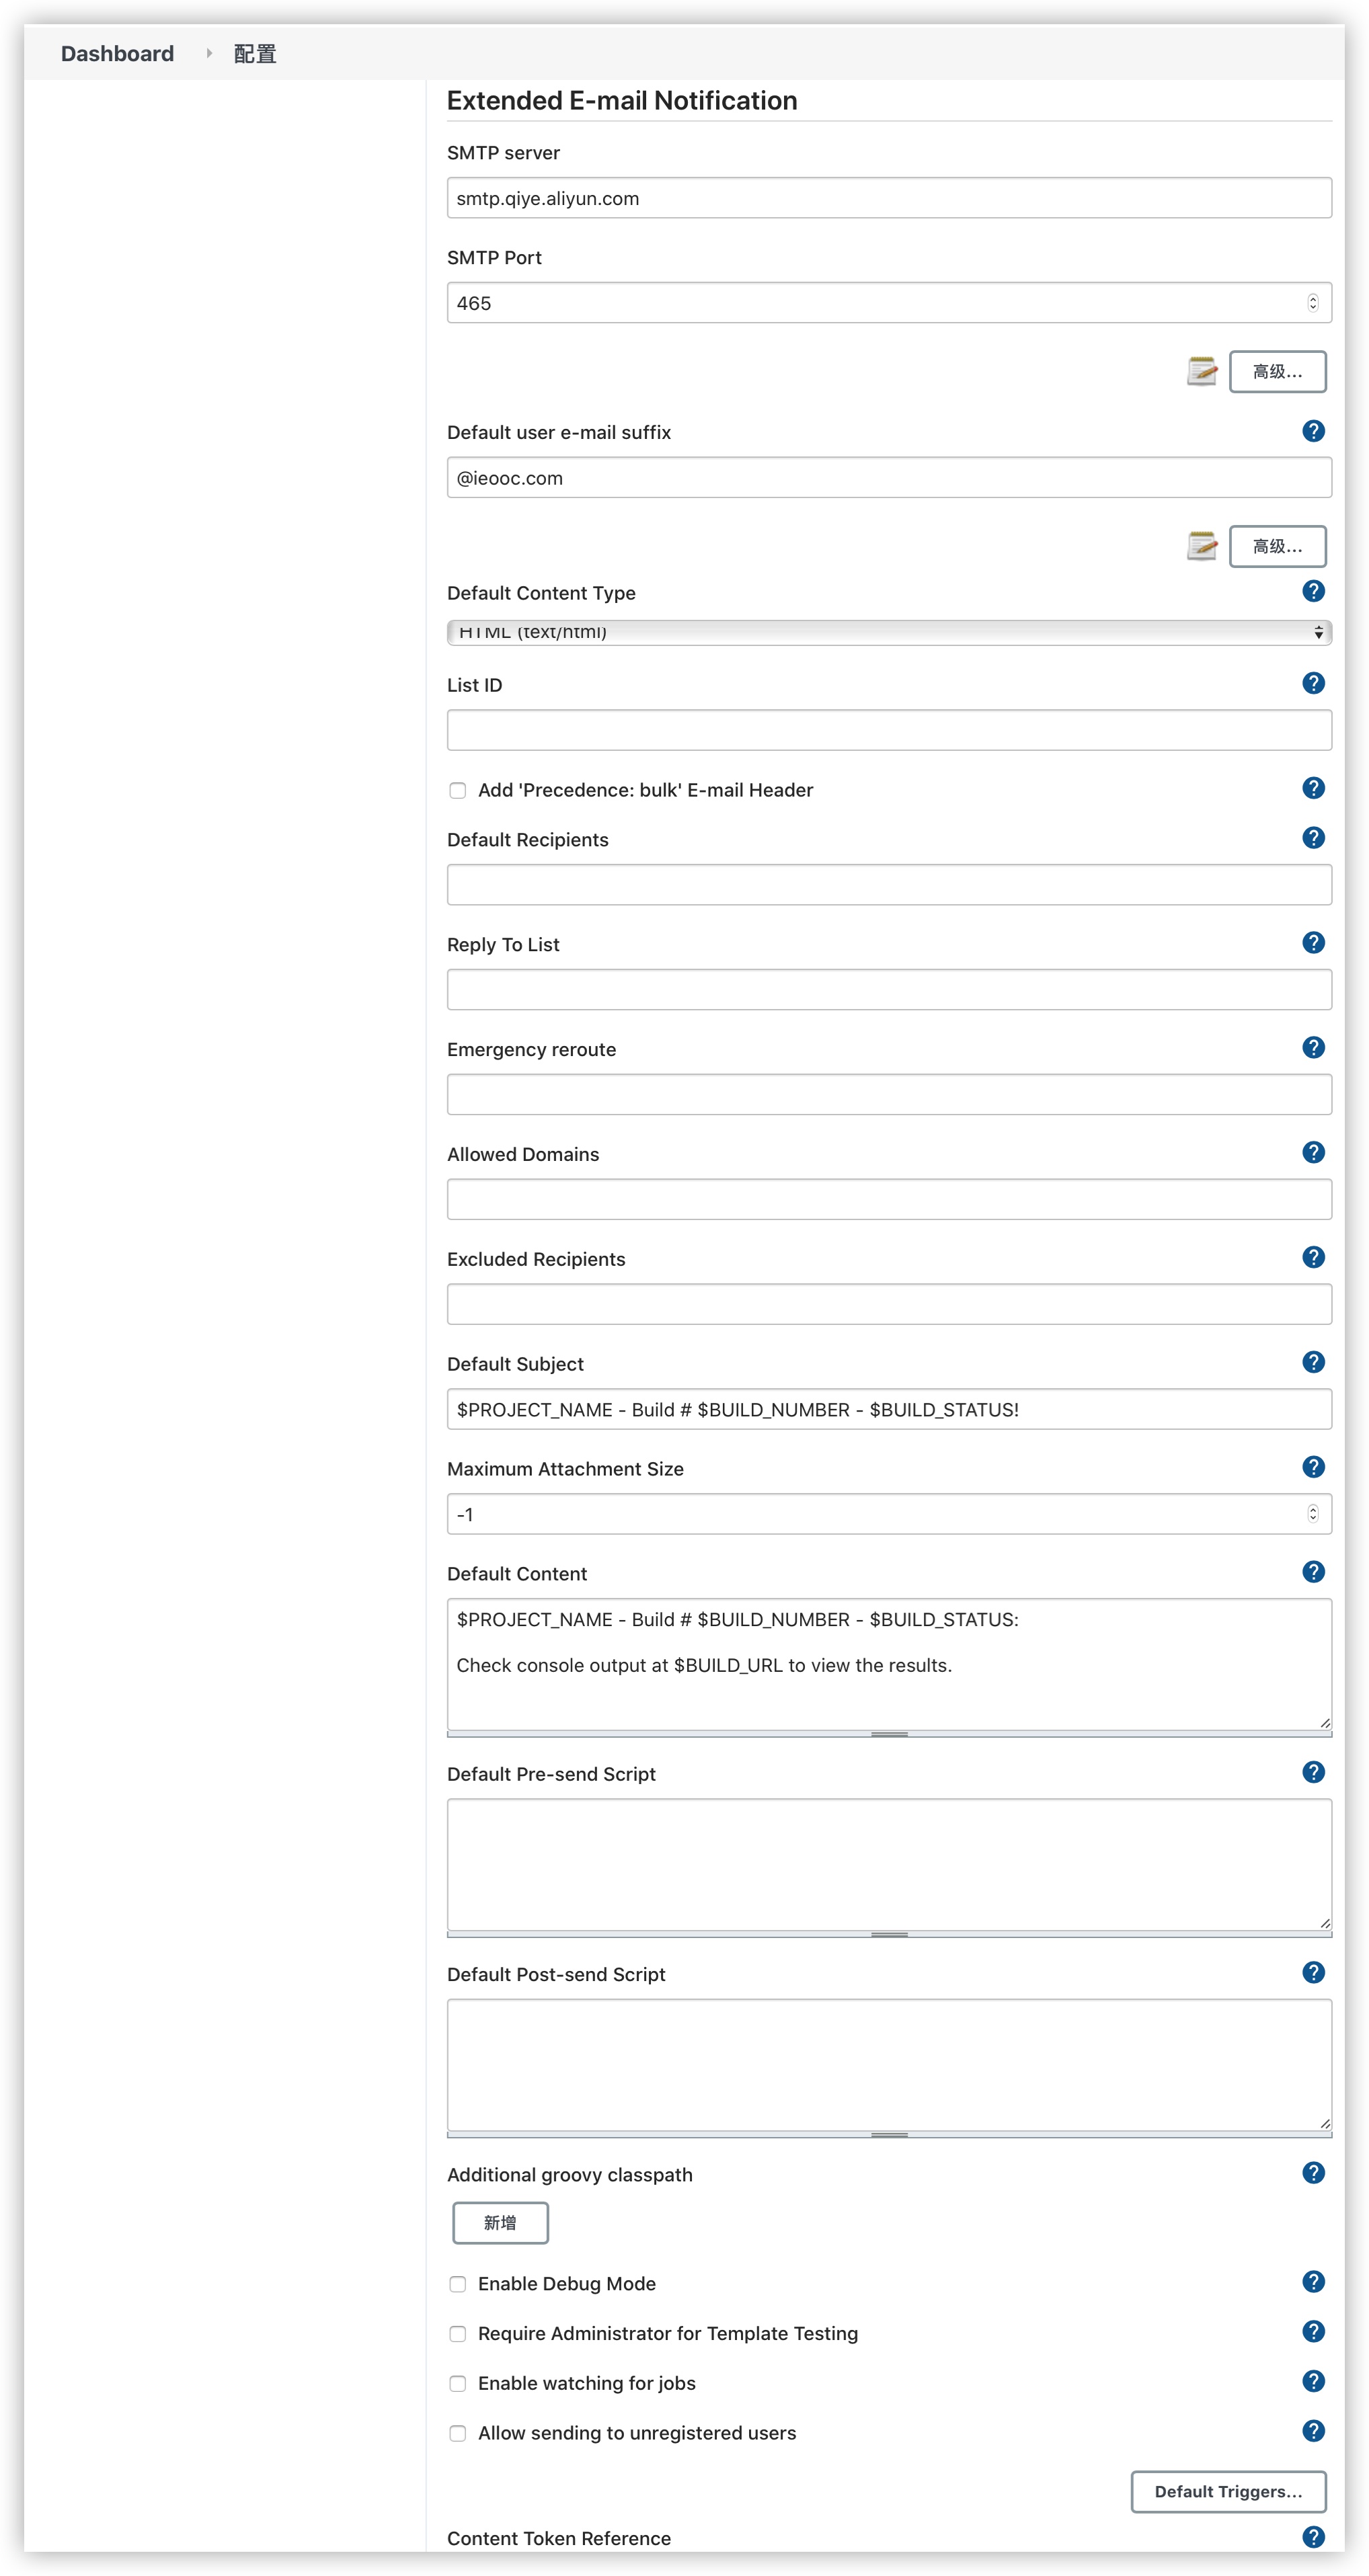 Dashboard
配置
Extended E-mail Notification
SMTP server
smtp.qiye.aliyun.com
SMTP Port
465
高级...
Default user e-mail suffix
@ieooc.com
高级...
Default Content Type
HTML (text/html)
List ID
Add 'Precedence: bulk' E-mail Header
Default Recipients
Reply To List
Emergency reroute
Allowed Domains
Excluded Recipients
Default Subject
$PROJECT_NAME - Build # $BUILD_NUMBER - $BUILD_STATUS!
Maximum Attachment Size
-1
Default Content
$PROJECT_NAME - Build # $BUILD_NUMBER - $BUILD_STATUS:
Check console output at $BUILD_URL to view the results.
Default Pre-send Script
Default Post-send Script
Additional groovy classpath
新增
Enable Debug Mode
Require Administrator for Template Testing
Enable watching for jobs
Allow sending to unregistered users
Default Triggers...
Content Token Reference